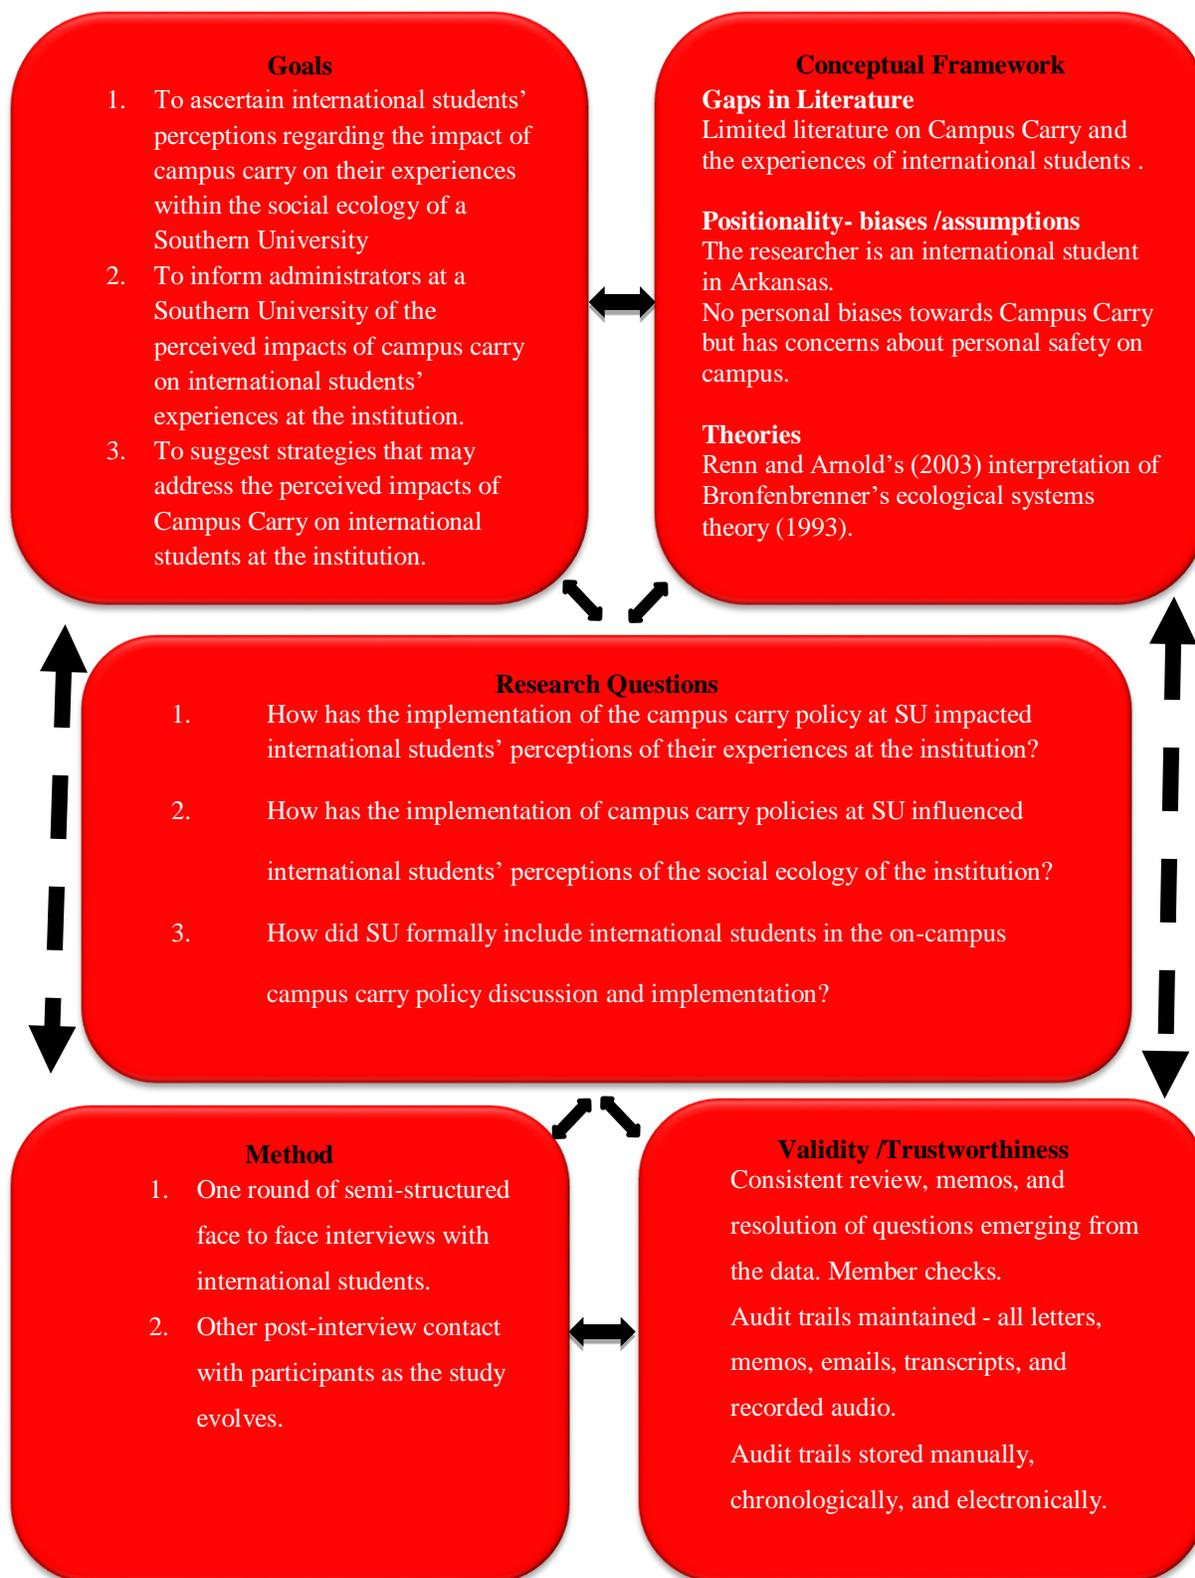 Goals
1. To ascertain international students’
perceptions regarding the impact of
campus carry on their experiences
within the social ecology of a
Southern University
2. To inform administrators at a
Southern University of the
perceived impacts of campus carry
on international students’
experiences at the institution.
3. To suggest strategies that may
address the perceived impacts of
Campus Carry on international
students at the institution.
Conceptual Framework
Gaps in Literature
Limited literature on Campus Carry and
the experiences of international students .
Positionality- biases /assumptions
The researcher is an international student
in Arkansas.
No personal biases towards Campus Carry
but has concerns about personal safety on
campus.
Theories
Renn and Arnold’s (2003) interpretation of
Bronfenbrenner’s ecological systems
theory (1993).
Research Questions
1. How has the implementation of the campus carry policy at SU impacted
international students’ perceptions of their experiences at the institution?
2. How has the implementation of campus carry policies at SU influenced
international students’ perceptions of the social ecology of the institution?
3. How did SU formally include international students in the on-campus
campus carry policy discussion and implementation?
Method
1. One round of semi-structured
face to face interviews with
international students.
2. Other post-interview contact
with participants as the study
evolves.
Validity /Trustworthiness
Consistent review, memos, and
resolution of questions emerging from
the data. Member checks.
Audit trails maintained - all letters,
memos, emails, transcripts, and
recorded audio.
Audit trails stored manually,
chronologically, and electronically.